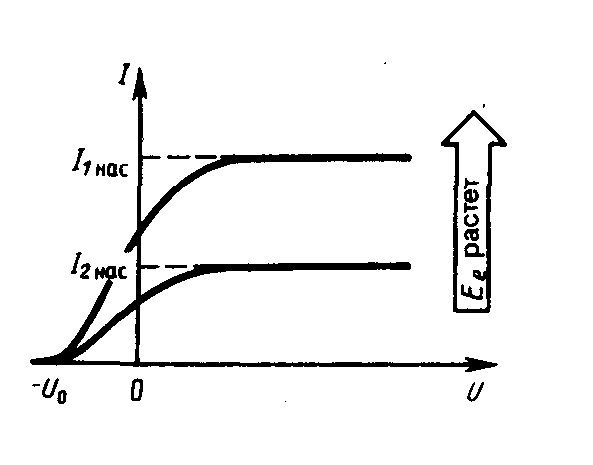 I
I1 нас
I2 нас
Ee растет
-U0
0
U